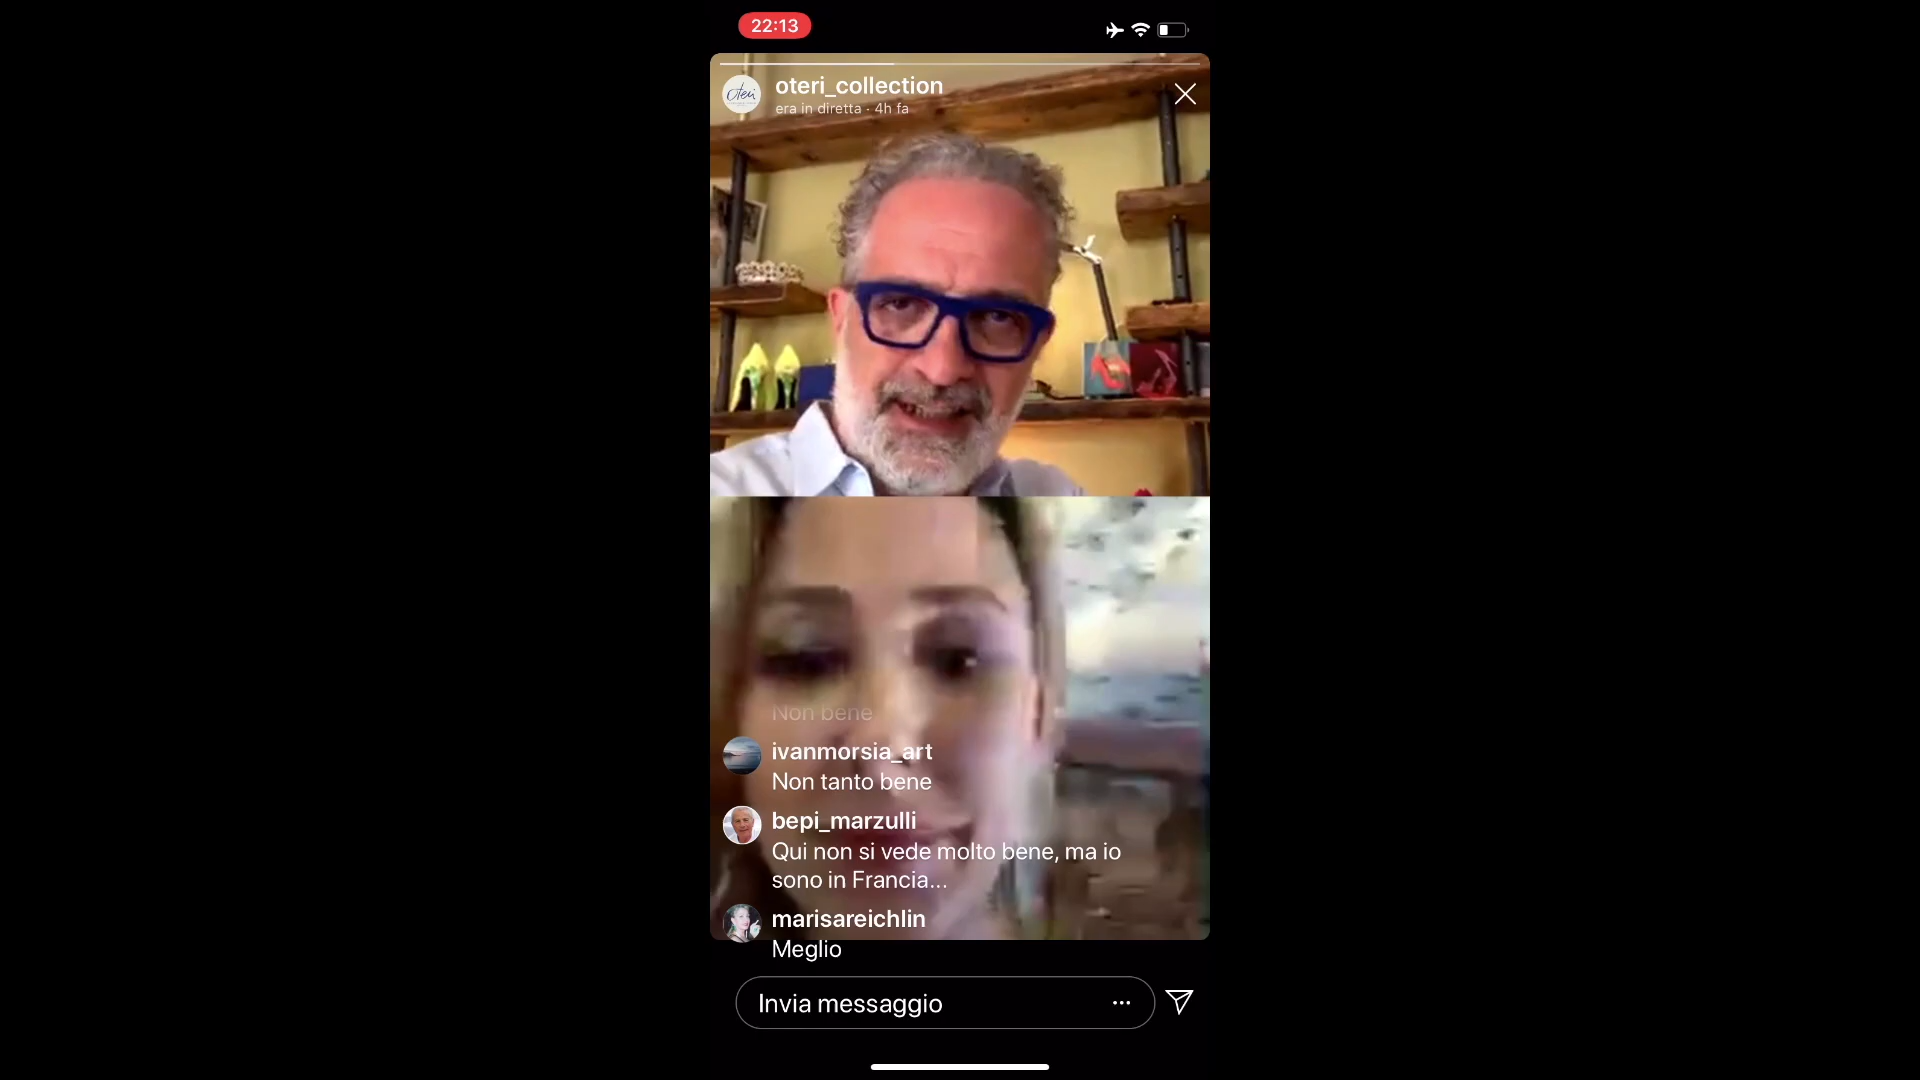 22:13
Oteri
oteri_collection
era in diretta · 4h fa
Non bene
ivanmorsia_art
Non tanto bene
bepi_marzulli
Qui non si vede molto bene, ma io
sono in Francia...
marisareichlin
Meglio
Invia messaggio